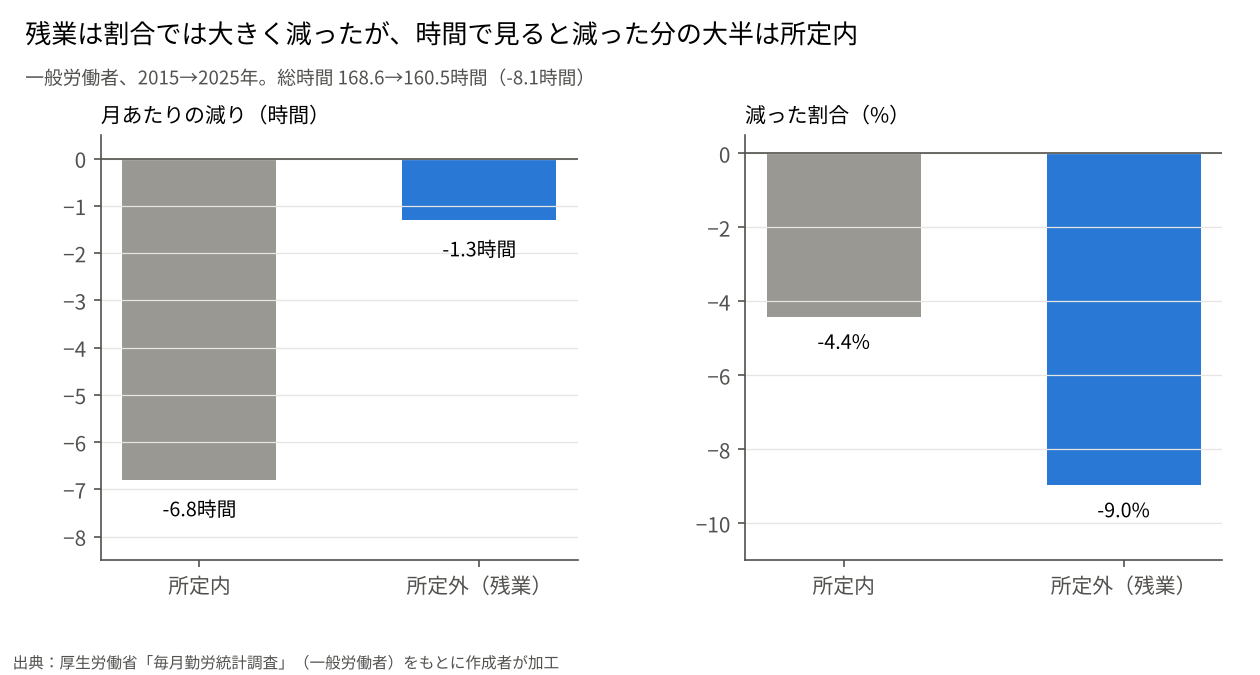 残業は割合では大きく減ったが、時間で見ると減った分の大半は所定内
一般労働者、2015→2025年。総時間 168.6→160.5時間（-8.1時間）
月あたりの減り（時間）
0
−1
−2
−3
−4
−5
−6
−7
−8
-6.8時間
-1.3時間
所定内
所定外（残業）
減った割合（%）
0
−2
−4
−6
−8
−10
-4.4%
-9.0%
所定内
所定外（残業）
出典：厚生労働省「毎月勤労統計調査」（一般労働者）をもとに作成者が加工